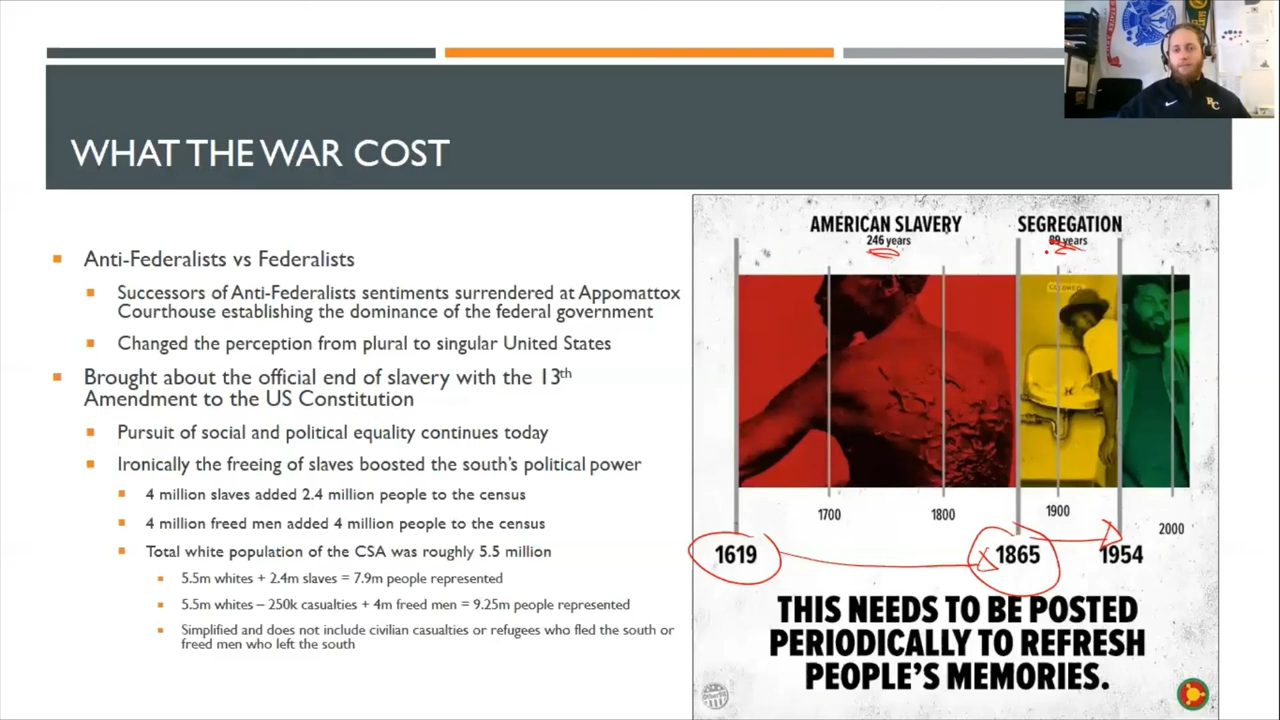 WHAT THE WAR COST
Anti-Federalists vs Federalists
Successors of Anti-Federalists sentiments surrendered at Appomattox
Courthouse establishing the dominance of the federal government
Changed the perception from plural to singular United States
Brought about the official end of slavery with the 13th
Amendment to the US Constitution
Pursuit of social and political equality continues today
Ironically the freeing of slaves boosted the south's political power
4 million slaves added 2.4 million people to the census
4 million freed men added 4 million people to the census
Total white population of the CSA was roughly 5.5 million
5.5m whites + 2.4m slaves = 7.9m people represented
5.5m whites – 250k casualties + 4m freed men = 9.25m people represented
Simplified and does not include civilian casualties or refugees who fled the south or
freed men who left the south
AMERICAN SLAVERY
246 years
SEGREGATION
89 years
COLORED
1700
1800
1900
2000
1619
1865
1954
THIS NEEDS TO BE POSTED
PERIODICALLY TO REFRESH
PEOPLE'S MEMORIES.